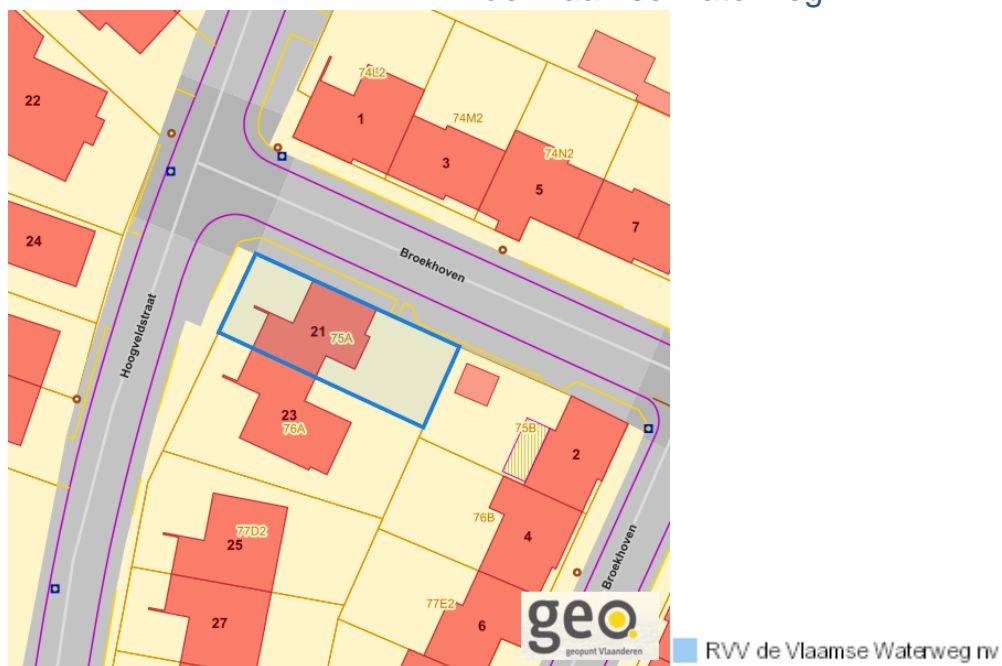 22
74L2
1
74M2
3
74N2
5
7
24
Broekhoven
Hoogveldstraat
21
75A
23
76A
75B
2
76B
4
Broekhoven
77D2
25
77E2
6
27
geo.
geopunt Vlaanderen
RVV de Vlaamse Waterweg nv